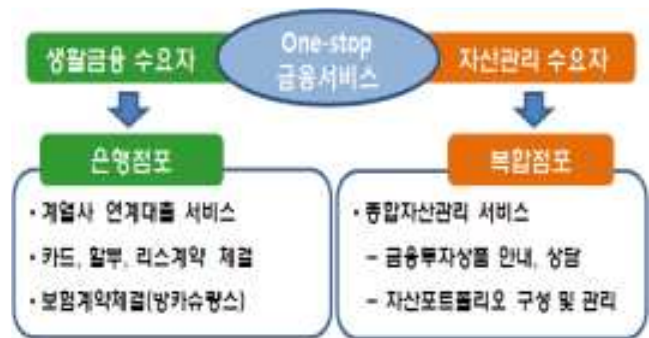 One-stop
금융서비스
생활금융 수요자
자산관리 수요자
은행점포
• 계열사 연계대출 서비스
• 카드, 할부, 리스계약 체결
• 보험계약체결(방카슈랑스)
복합점포
• 종합자산관리 서비스
– 금융투자상품 안내, 상담
– 자산포트폴리오 구성 및 관리